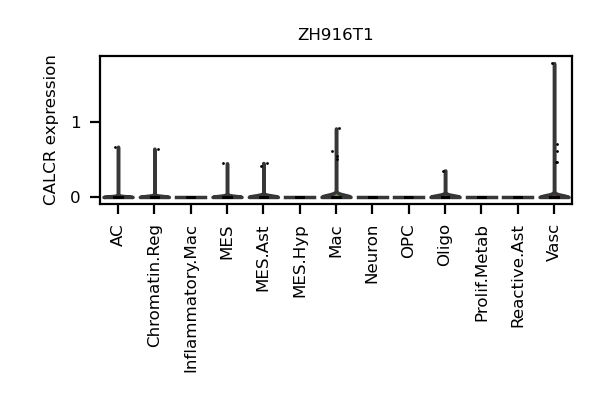 ZH916T1
CALCR expression
1
0
AC
Chromatin.Reg
Inflammatory.Mac
MES
MES.Ast
MES.Hyp
Mac
Neuron
OPC
Oligo
Prolif.Metab
Reactive.Ast
Vasc